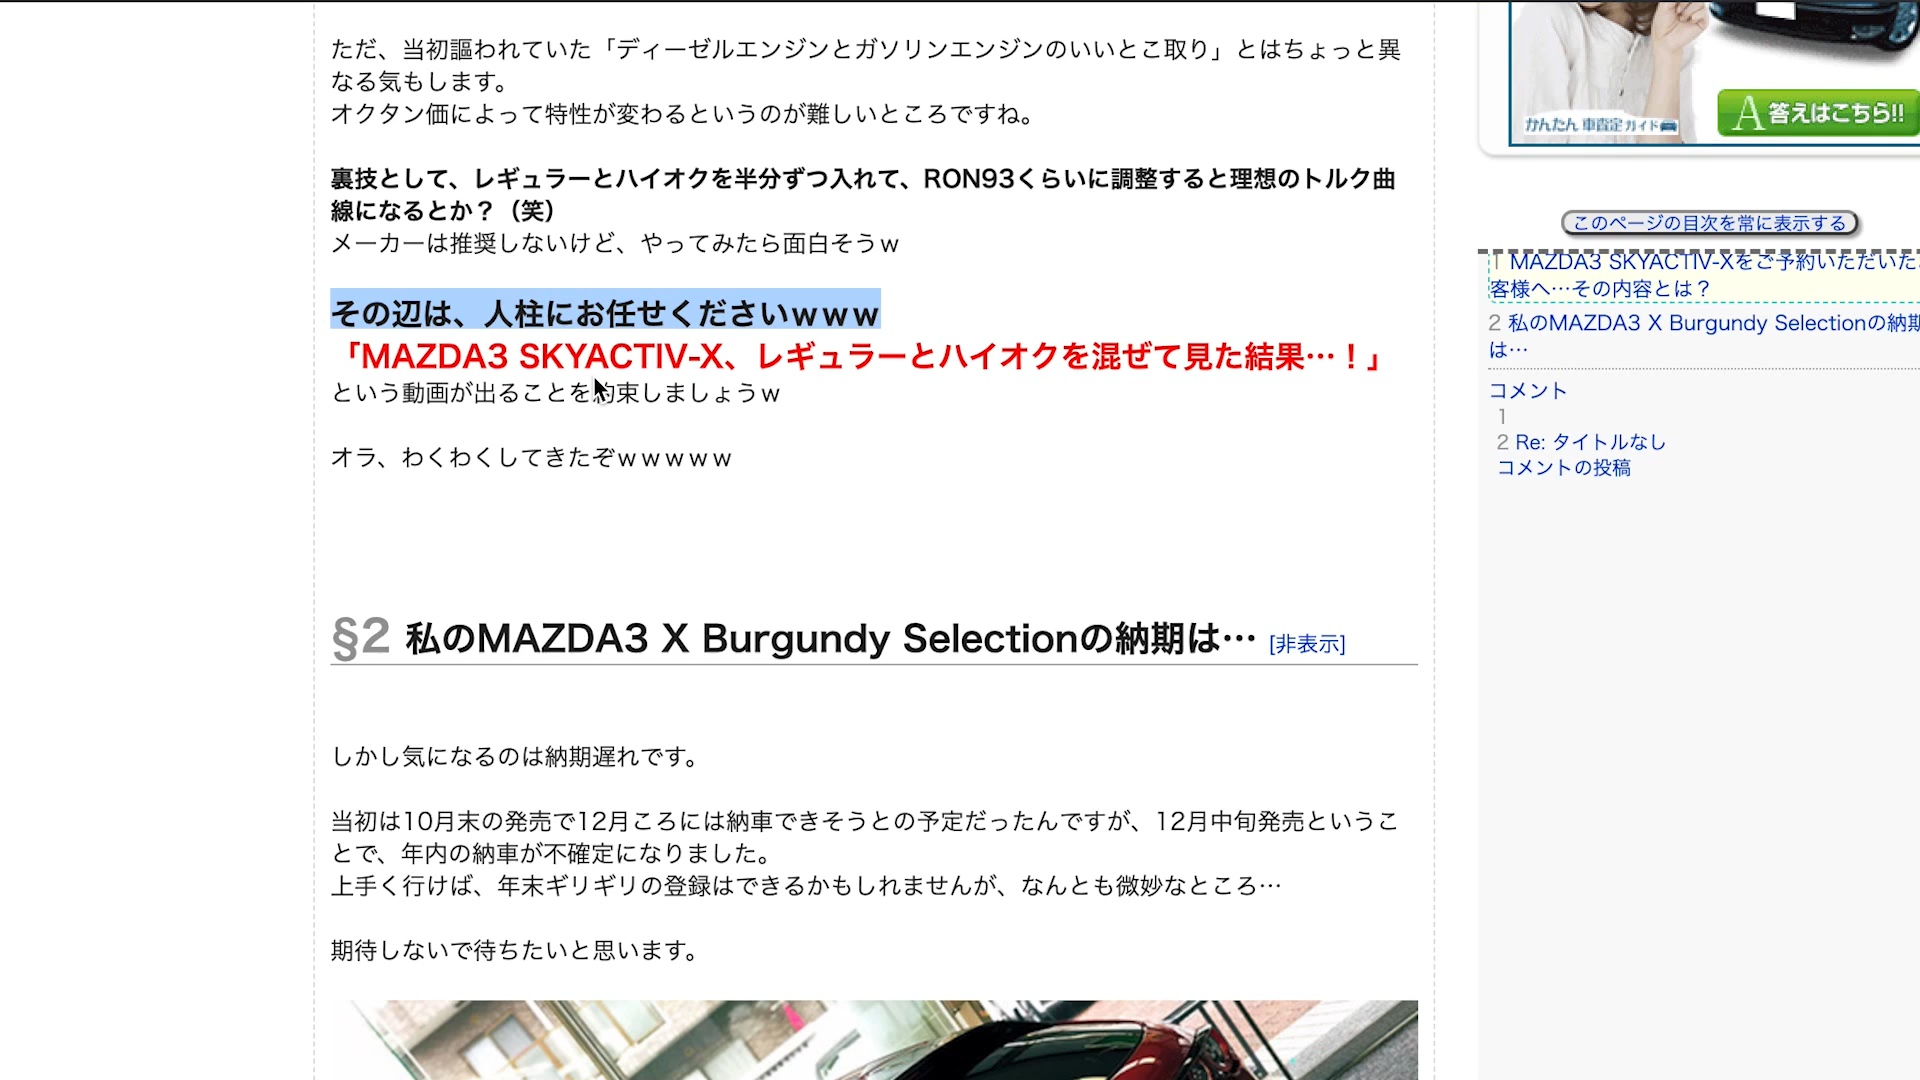 ただ、当初謳われていた「ディーゼルエンジンとガソリンエンジンのいいとこ取り」とはちょっと異
なる気もします。
オクタン価によって特性が変わるというのが難しいところですね。
裏技として、レギュラーとハイオクを半分ずつ入れて、RON93くらいに調整すると理想のトルク曲
線になるとか？（笑）
メーカーは推奨しないけど、やってみたら面白そうｗ
その辺は、人柱にお任せくださいｗｗｗ
「MAZDA3 SKYACTIV-X、レギュラーとハイオクを混ぜて見た結果…！」
という動画が出ることを約束しましょうｗ
オラ、わくわくしてきたぞｗｗｗｗｗ
§2 私のMAZDA3 X Burgundy Selectionの納期は… [非表示]
しかし気になるのは納期遅れです。
当初は10月末の発売で12月ころには納車できそうとの予定だったんですが、12月中旬発売というこ
とで、年内の納車が不確定になりました。
上手く行けば、年末ギリギリの登録はできるかもしれませんが、なんとも微妙なところ…
期待しないで待ちたいと思います。
かんたん車査定ガイド
A 答えはこちら!!
このページの目次を常に表示する
1 MAZDA3 SKYACTIV-Xをご予約いただいた
客様へ…その内容とは？
2 私のMAZDA3 X Burgundy Selectionの納期
は…
コメント
1
2 Re: タイトルなし
コメントの投稿